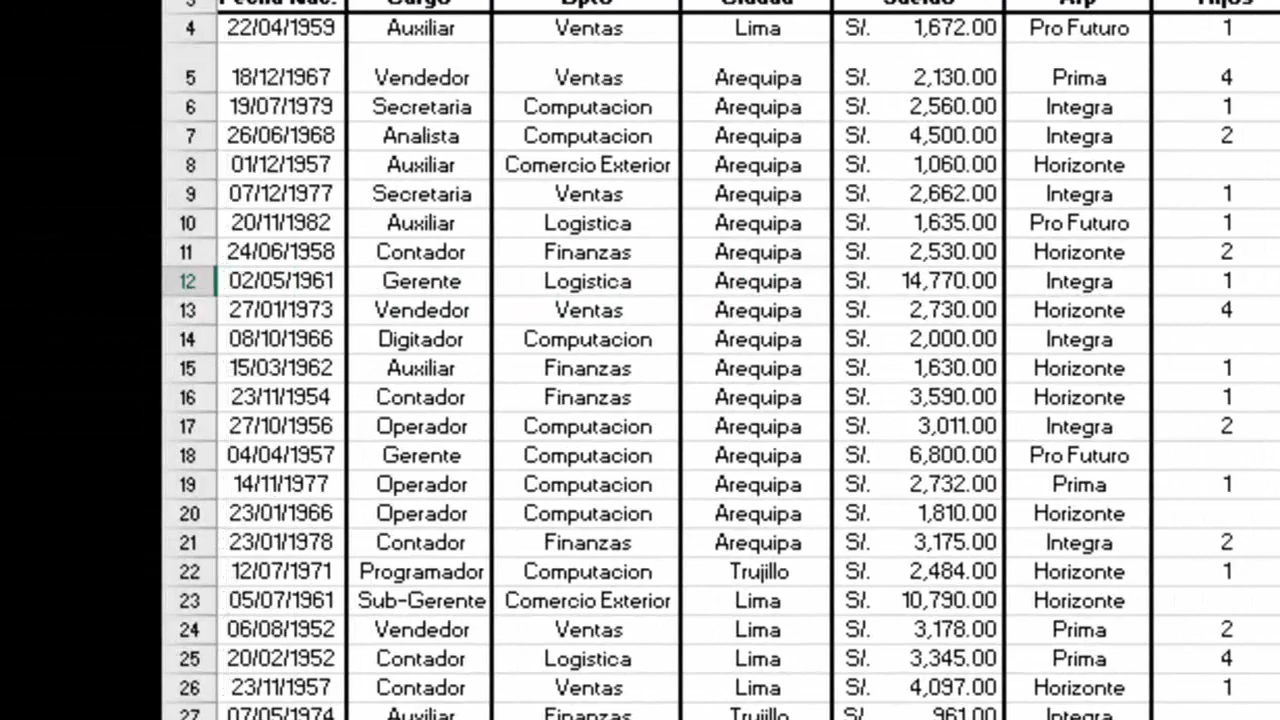 3 Fecha Nac. Cargo Dpto Ciudad Sueldo Afp Hijos
4 22/04/1959 Auxiliar Ventas Lima S/. 1,672.00 Pro Futuro 1
5 18/12/1967 Vendedor Ventas Arequipa S/. 2,130.00 Prima 4
6 19/07/1979 Secretaria Computacion Arequipa S/. 2,560.00 Integra 1
7 26/06/1968 Analista Computacion Arequipa S/. 4,500.00 Integra 2
8 01/12/1957 Auxiliar Comercio Exterior Arequipa S/. 1,060.00 Horizonte
9 07/12/1977 Secretaria Ventas Arequipa S/. 2,662.00 Integra 1
10 20/11/1982 Auxiliar Logistica Arequipa S/. 1,635.00 Pro Futuro 1
11 24/06/1958 Contador Finanzas Arequipa S/. 2,530.00 Horizonte 2
12 02/05/1961 Gerente Logistica Arequipa S/. 14,770.00 Integra 1
13 27/01/1973 Vendedor Ventas Arequipa S/. 2,730.00 Horizonte 4
14 08/10/1966 Digitador Computacion Arequipa S/. 2,000.00 Integra
15 15/03/1962 Auxiliar Finanzas Arequipa S/. 1,630.00 Horizonte 1
16 23/11/1954 Contador Finanzas Arequipa S/. 3,590.00 Horizonte 1
17 27/10/1956 Operador Computacion Arequipa S/. 3,011.00 Integra 2
18 04/04/1957 Gerente Computacion Arequipa S/. 6,800.00 Pro Futuro
19 14/11/1977 Operador Computacion Arequipa S/. 2,732.00 Prima 1
20 23/01/1966 Operador Computacion Arequipa S/. 1,810.00 Horizonte
21 23/01/1978 Contador Finanzas Arequipa S/. 3,175.00 Integra 2
22 12/07/1971 Programador Computacion Trujillo S/. 2,484.00 Horizonte 1
23 05/07/1961 Sub-Gerente Comercio Exterior Lima S/. 10,790.00 Horizonte
24 06/08/1952 Vendedor Ventas Lima S/. 3,178.00 Prima 2
25 20/02/1952 Contador Logistica Lima S/. 3,345.00 Prima 4
26 23/11/1957 Contador Ventas Lima S/. 4,097.00 Horizonte 1
27 07/05/1974 Auxiliar Finanzas Trujillo S/. 961.00 Integra